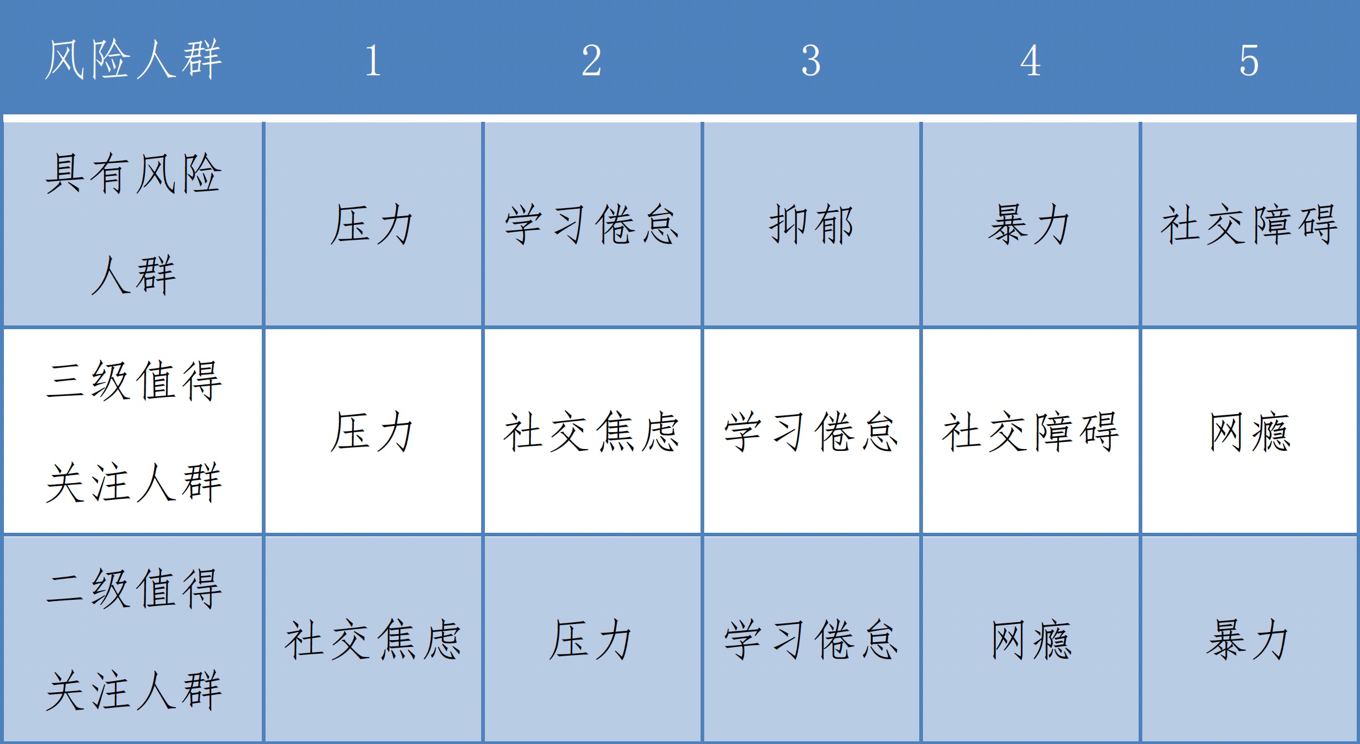 风险人群 1 2 3 4 5
具有风险
人群
压力 学习倦怠 抑郁 暴力 社交障碍
三级值得
关注人群
压力 社交焦虑 学习倦怠 社交障碍 网瘾
二级值得
关注人群
社交焦虑 压力 学习倦怠 网瘾 暴力